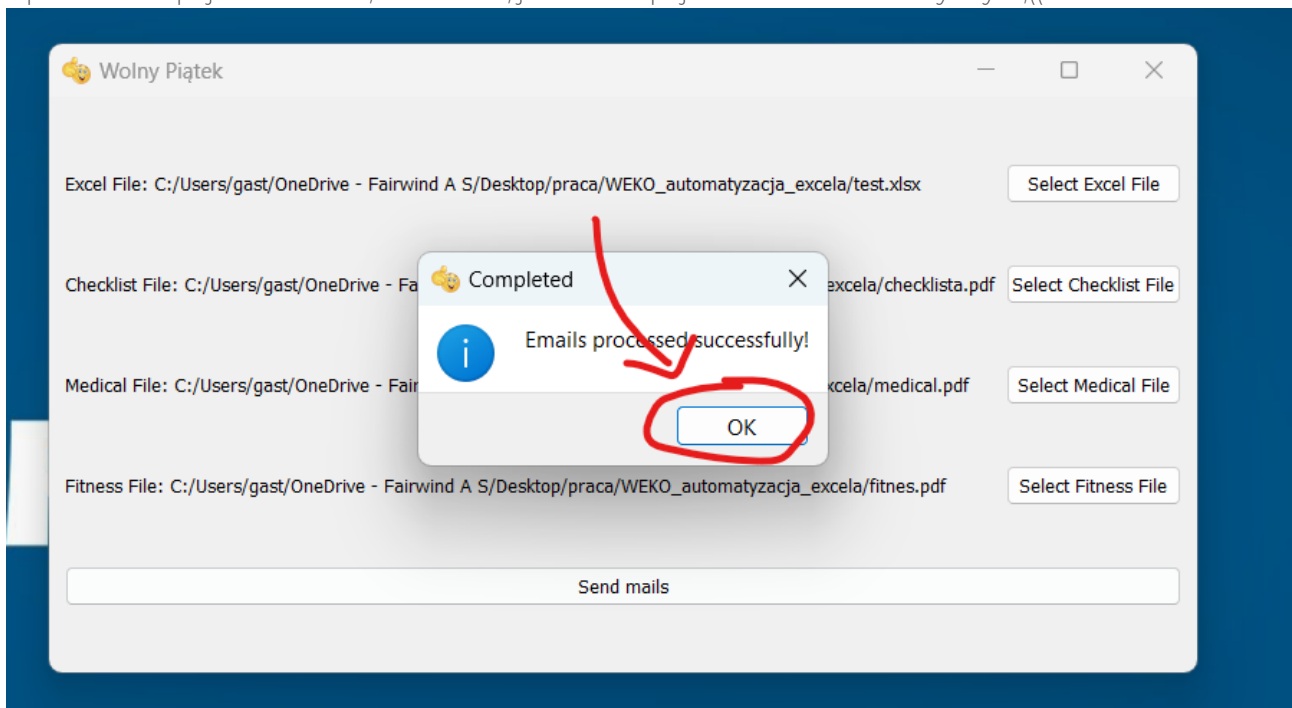 Wolny Piątek
Excel File: C:/Users/gast/OneDrive - Fairwind A S/Desktop/praca/WEKO_automatyzacja_excela/test.xlsx
Select Excel File
Completed
Checklist File: C:/Users/gast/OneDrive - Fa
excela/checklista.pdf
Select Checklist File
Emails processed successfully!
Medical File: C:/Users/gast/OneDrive - Fair
xcela/medical.pdf
Select Medical File
OK
Fitness File: C:/Users/gast/OneDrive - Fairwind A S/Desktop/praca/WEKO_automatyzacja_excela/fitnes.pdf
Select Fitness File
Send mails